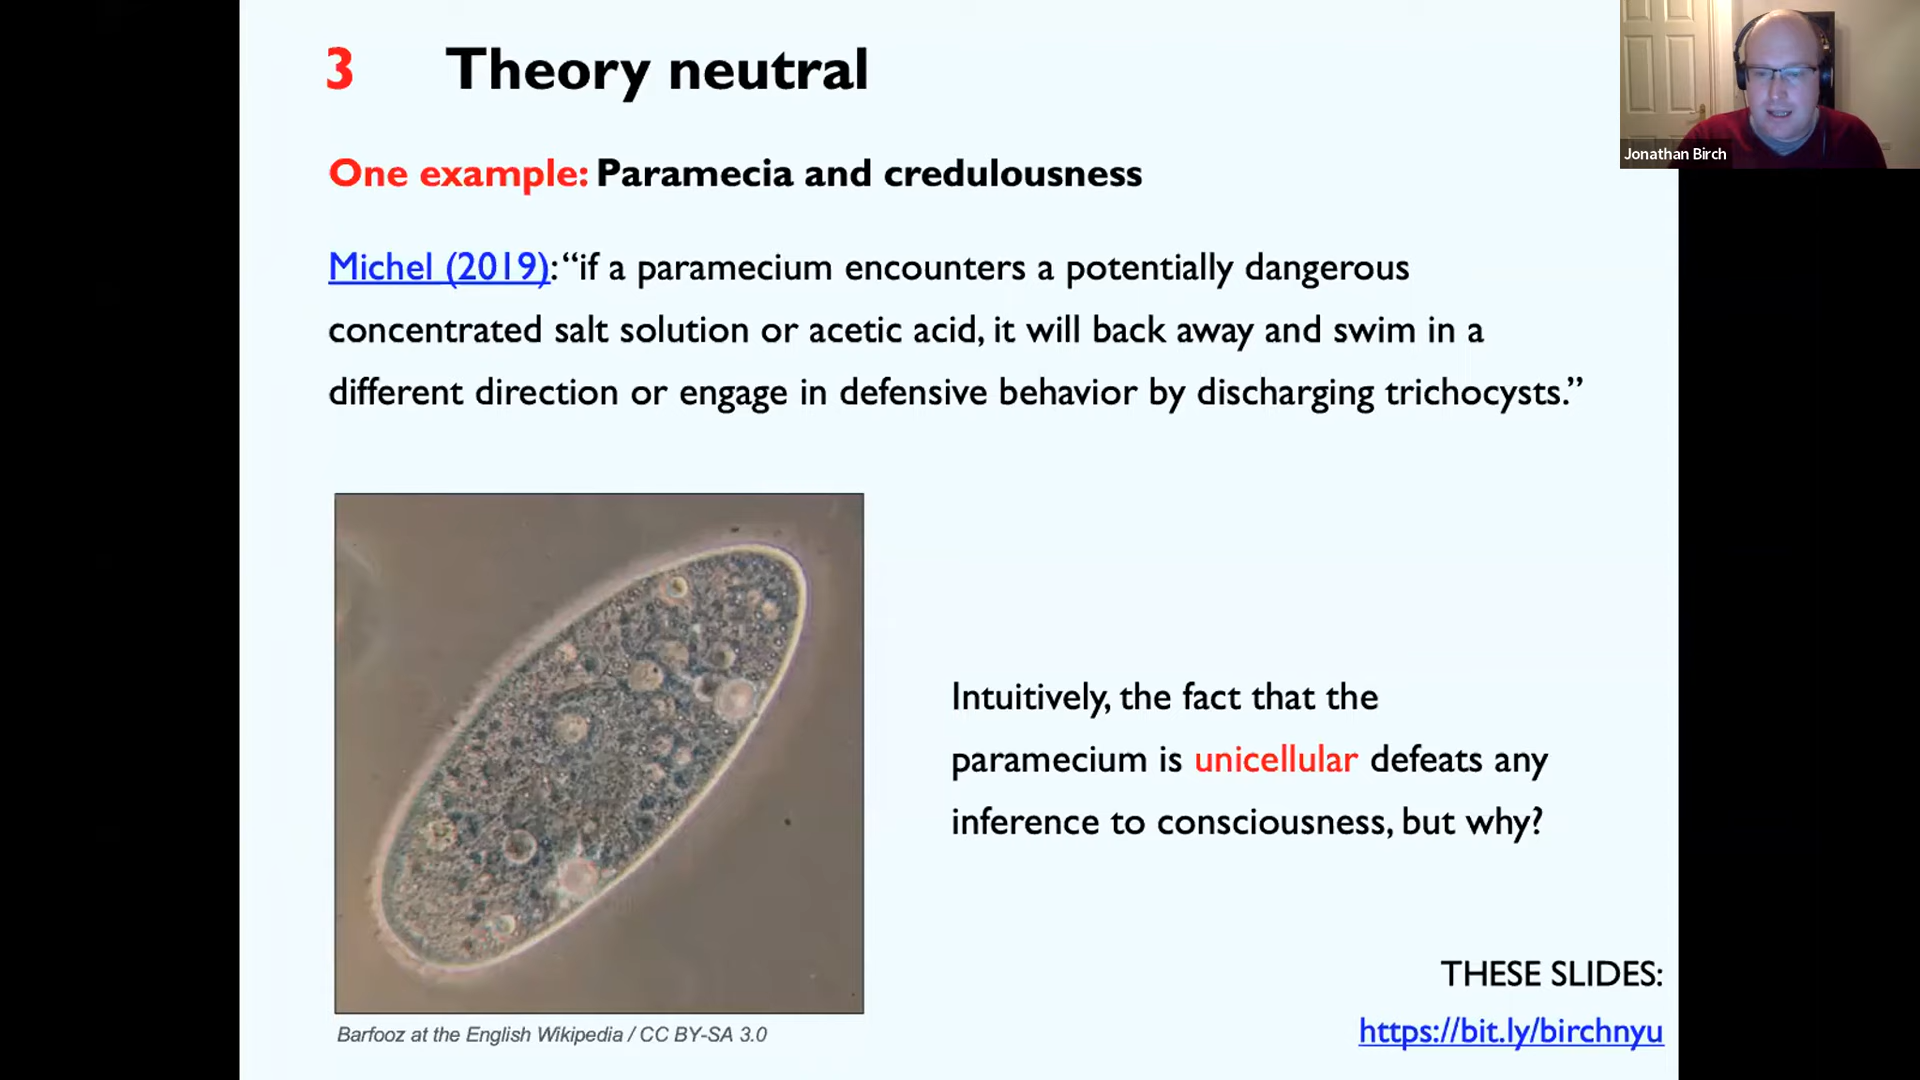 3 Theory neutral
Jonathan Birch
One example: Paramecia and credulousness
Michel (2019): “if a paramecium encounters a potentially dangerous
concentrated salt solution or acetic acid, it will back away and swim in a
different direction or engage in defensive behavior by discharging trichocysts.”
Intuitively, the fact that the
paramecium is unicellular defeats any
inference to consciousness, but why?
THESE SLIDES:
https://bit.ly/birchnyu
Barfooz at the English Wikipedia / CC BY-SA 3.0